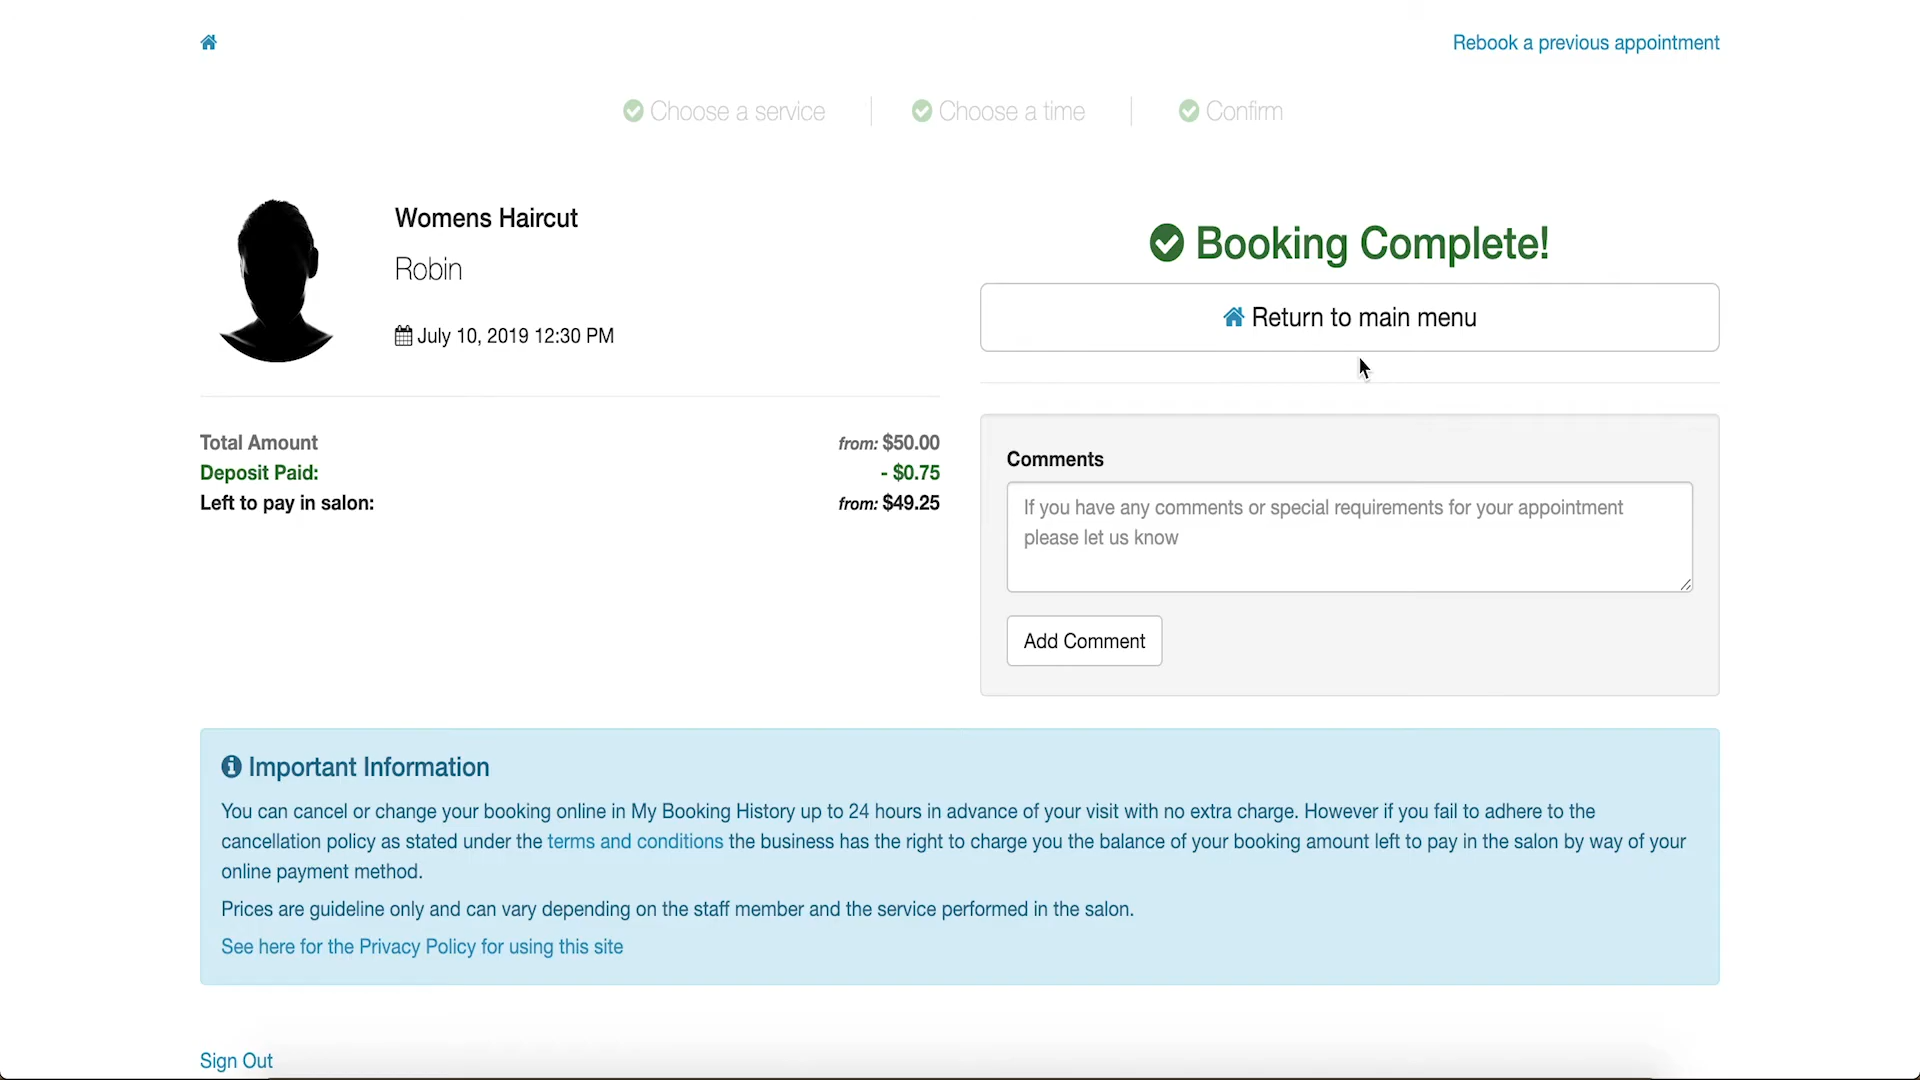 Rebook a previous appointment
Choose a service
Choose a time
Confirm
Womens Haircut
Robin
July 10, 2019 12:30 PM
Booking Complete!
Return to main menu
Total Amount from: $50.00
Deposit Paid: - $0.75
Left to pay in salon: from: $49.25
Comments
If you have any comments or special requirements for your appointment
please let us know
Add Comment
Important Information
You can cancel or change your booking online in My Booking History up to 24 hours in advance of your visit with no extra charge. However if you fail to adhere to the
cancellation policy as stated under the terms and conditions the business has the right to charge you the balance of your booking amount left to pay in the salon by way of your
online payment method.
Prices are guideline only and can vary depending on the staff member and the service performed in the salon.
See here for the Privacy Policy for using this site
Sign Out